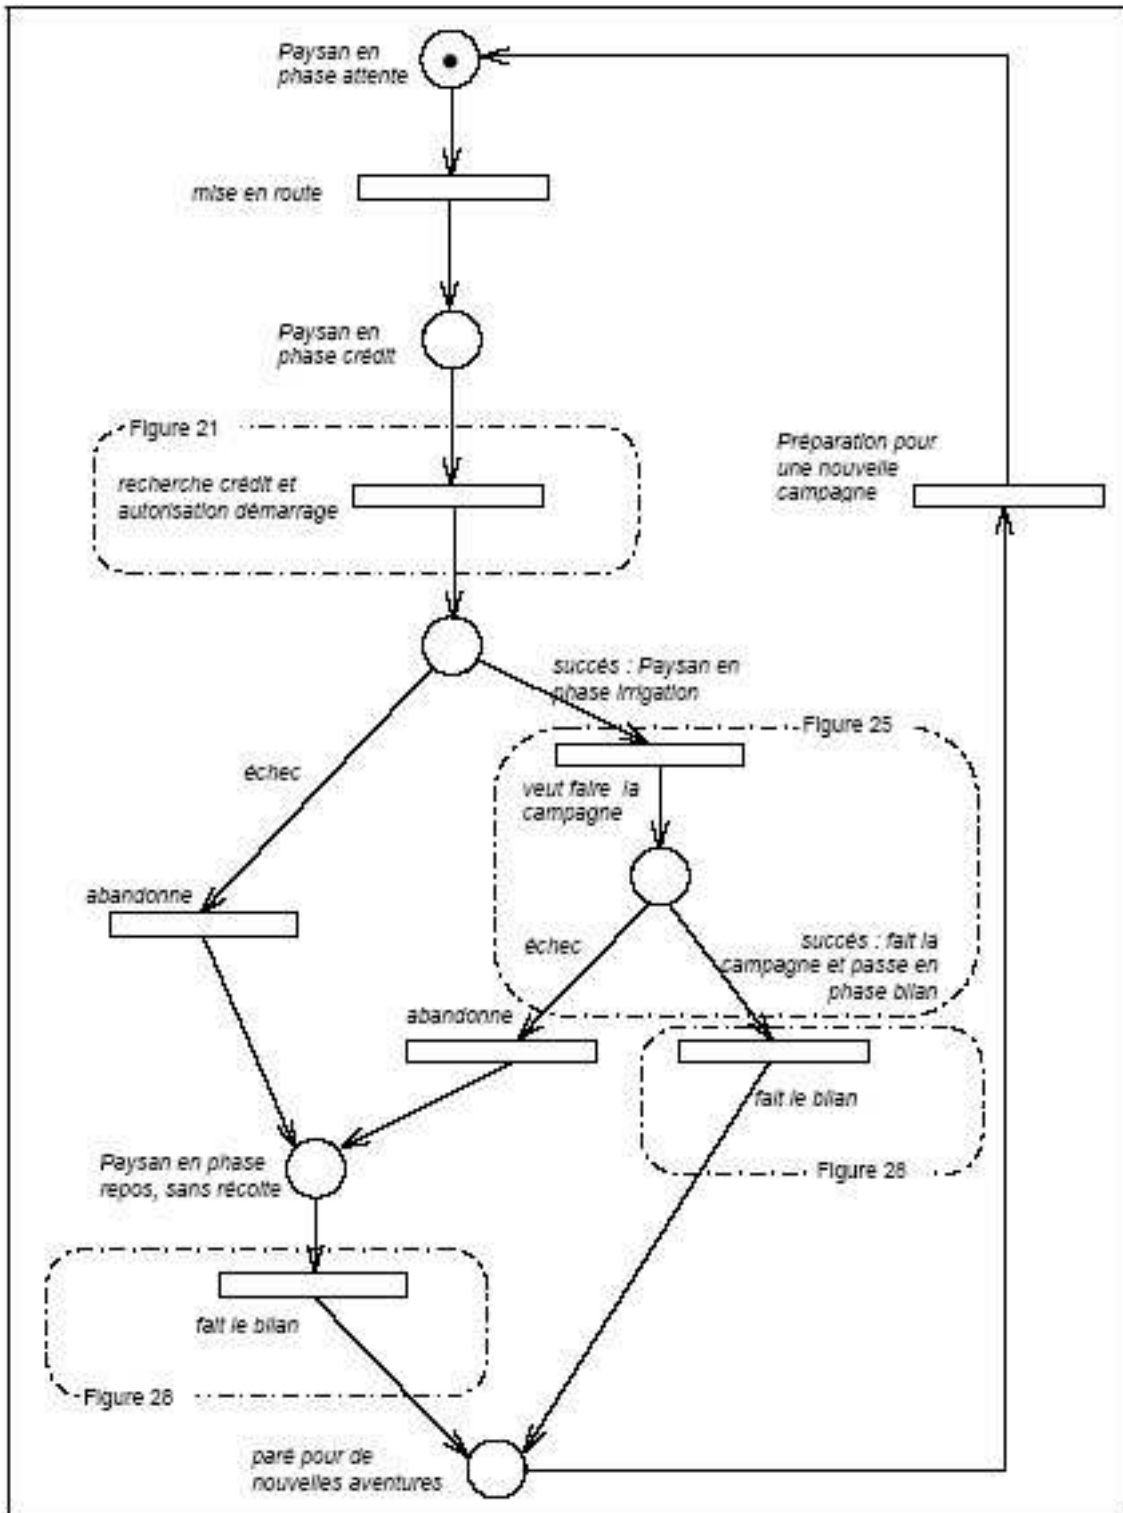 Paysan en
phase attente
mise en route
Paysan en
phase crédit
Figure 21
recherche crédit et
autorisation démarrage
Préparation pour
une nouvelle
campagne
succés : Paysan en
phase irrigation
Figure 25
échec
veut faire la
campagne
abandonne
échec
succés : fait la
campagne et passe en
phase bilan
abandonne
fait le bilan
Paysan en phase
repos, sans récolte
Figure 28
fait le bilan
Figure 28
paré pour de
nouvelles aventures